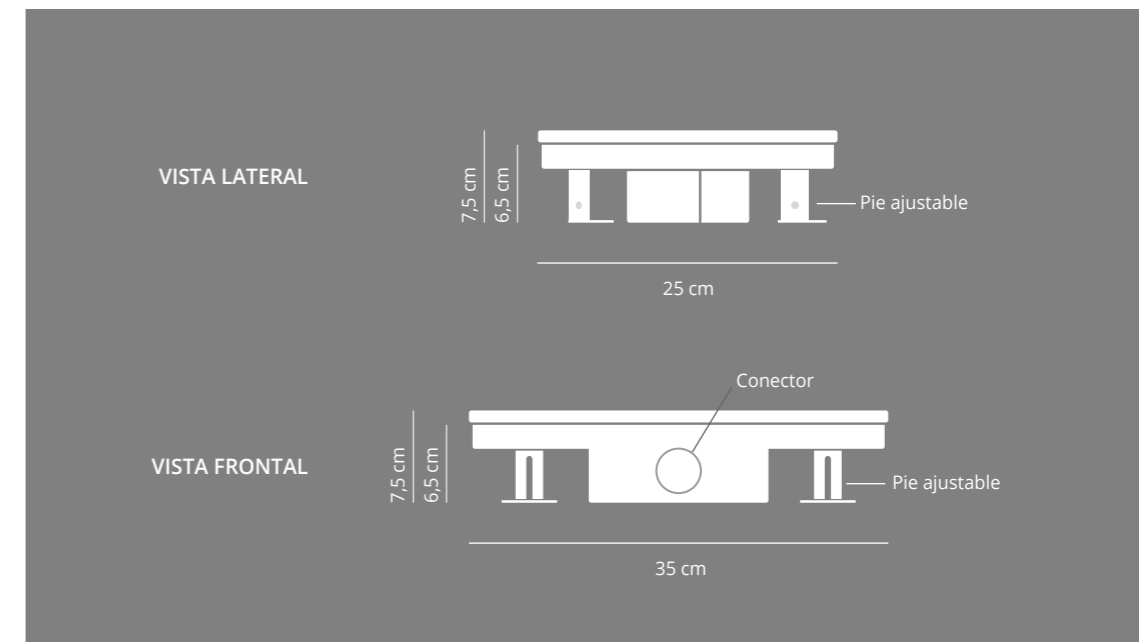 VISTA LATERAL
7,5 cm
6,5 cm
Pie ajustable
25 cm
Conector
VISTA FRONTAL
7,5 cm
6,5 cm
Pie ajustable
35 cm